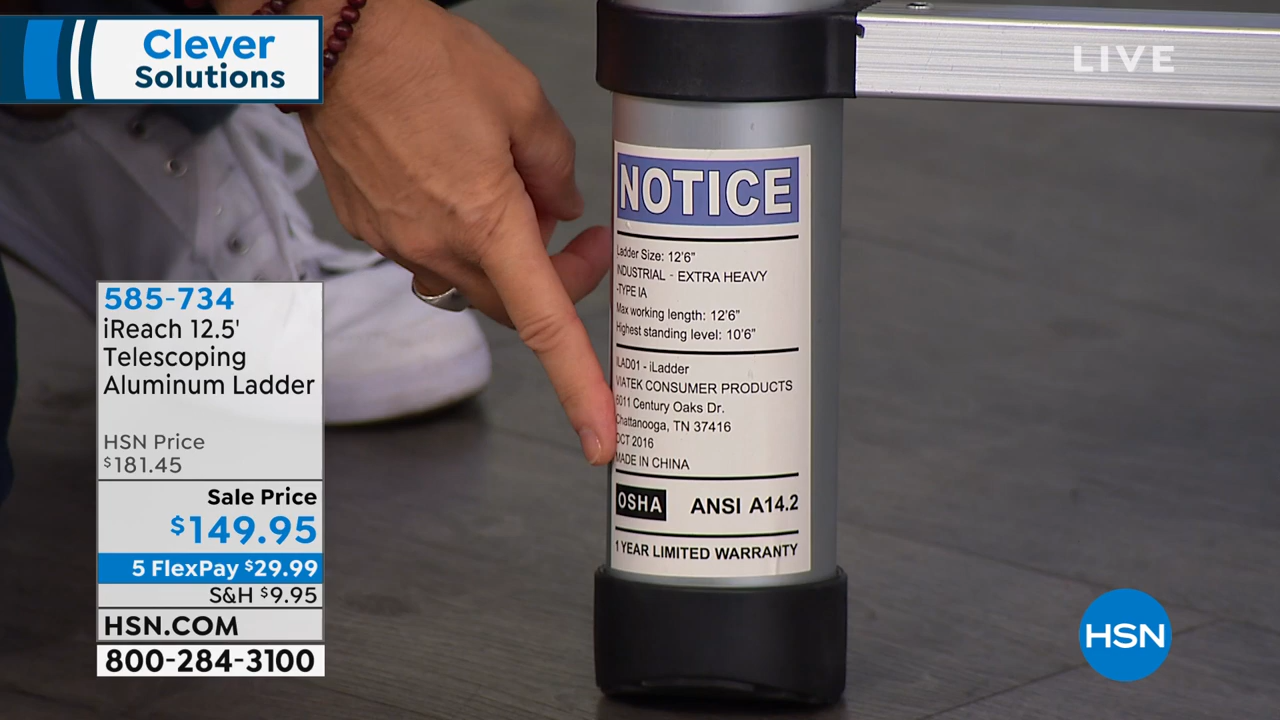 Clever
Solutions
LIVE
NOTICE
Ladder Size: 12'6"
INDUSTRIAL - EXTRA HEAVY
-TYPE IA
Max working length: 12'6"
Highest standing level: 10'6"
ILAD01 - iLadder
VIATEK CONSUMER PRODUCTS
6011 Century Oaks Dr.
Chattanooga, TN 37416
OCT 2016
MADE IN CHINA
OSHA ANSI A14.2
1 YEAR LIMITED WARRANTY
585-734
iReach 12.5'
Telescoping
Aluminum Ladder
HSN Price
$181.45
Sale Price
$149.95
5 FlexPay $29.99
S&H $9.95
HSN.COM
800-284-3100
HSN